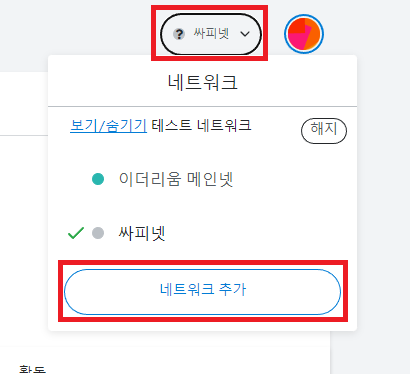 ? 싸피넷
네트워크
보기/숨기기 테스트 네트워크
해지
이더리움 메인넷
싸피넷
네트워크 추가
활동